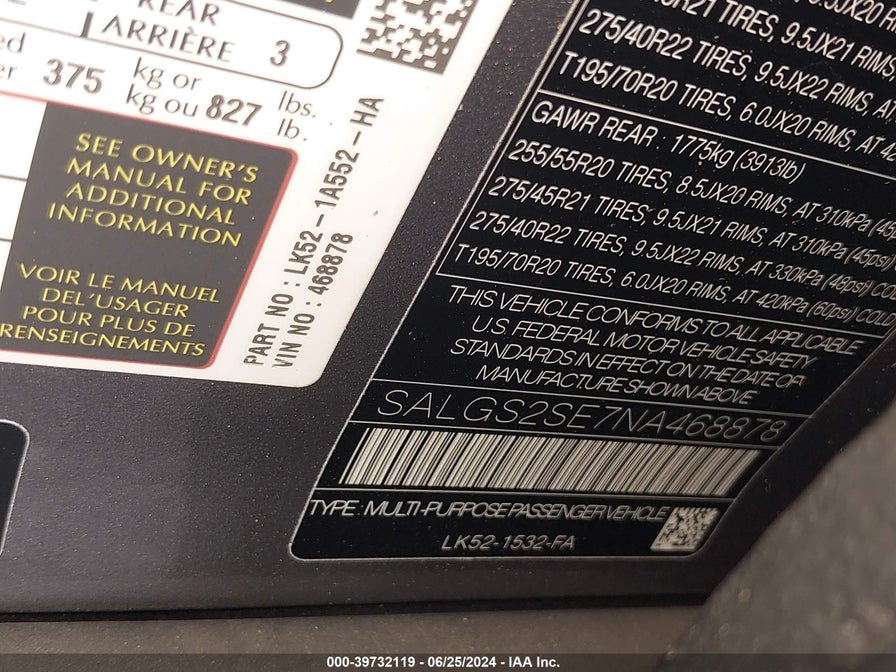 REAR
ARRIÈRE 3
375 kg or 827 lbs.
kg ou lb.
SEE OWNER'S
MANUAL FOR
ADDITIONAL
INFORMATION
VOIR LE MANUEL
DEL'USAGER
POUR PLUS DE
RENSEIGNEMENTS
PART NO : LK52 - 1A552 - HA
VIN NO : 468878
TIRES, 9.5JX21 RIMS
275/40R22 TIRES, 9.5JX22 RIMS,
T195/70R20 TIRES, 6.0JX20 RIMS, AT
GAWR REAR : 1775kg (3913lb)
255/55R20 TIRES, 8.5JX20 RIMS, AT 310kPa
275/45R21 TIRES, 9.5JX21 RIMS, AT 310kPa (45psi)
275/40R22 TIRES, 9.5JX22 RIMS, AT 330kPa (48psi)
T195/70R20 TIRES, 6.0JX20 RIMS, AT 420kPa (60psi) COLD
THIS VEHICLE CONFORMS TO ALL APPLICABLE
U.S. FEDERAL MOTOR VEHICLE SAFETY
STANDARDS IN EFFECT ON THE DATE OF
MANUFACTURE SHOWN ABOVE
SALGS2SE7NA468878
TYPE : MULTI-PURPOSE PASSENGER VEHICLE
LK52-1532-FA
000-39732119 - 06/25/2024 - IAA Inc.